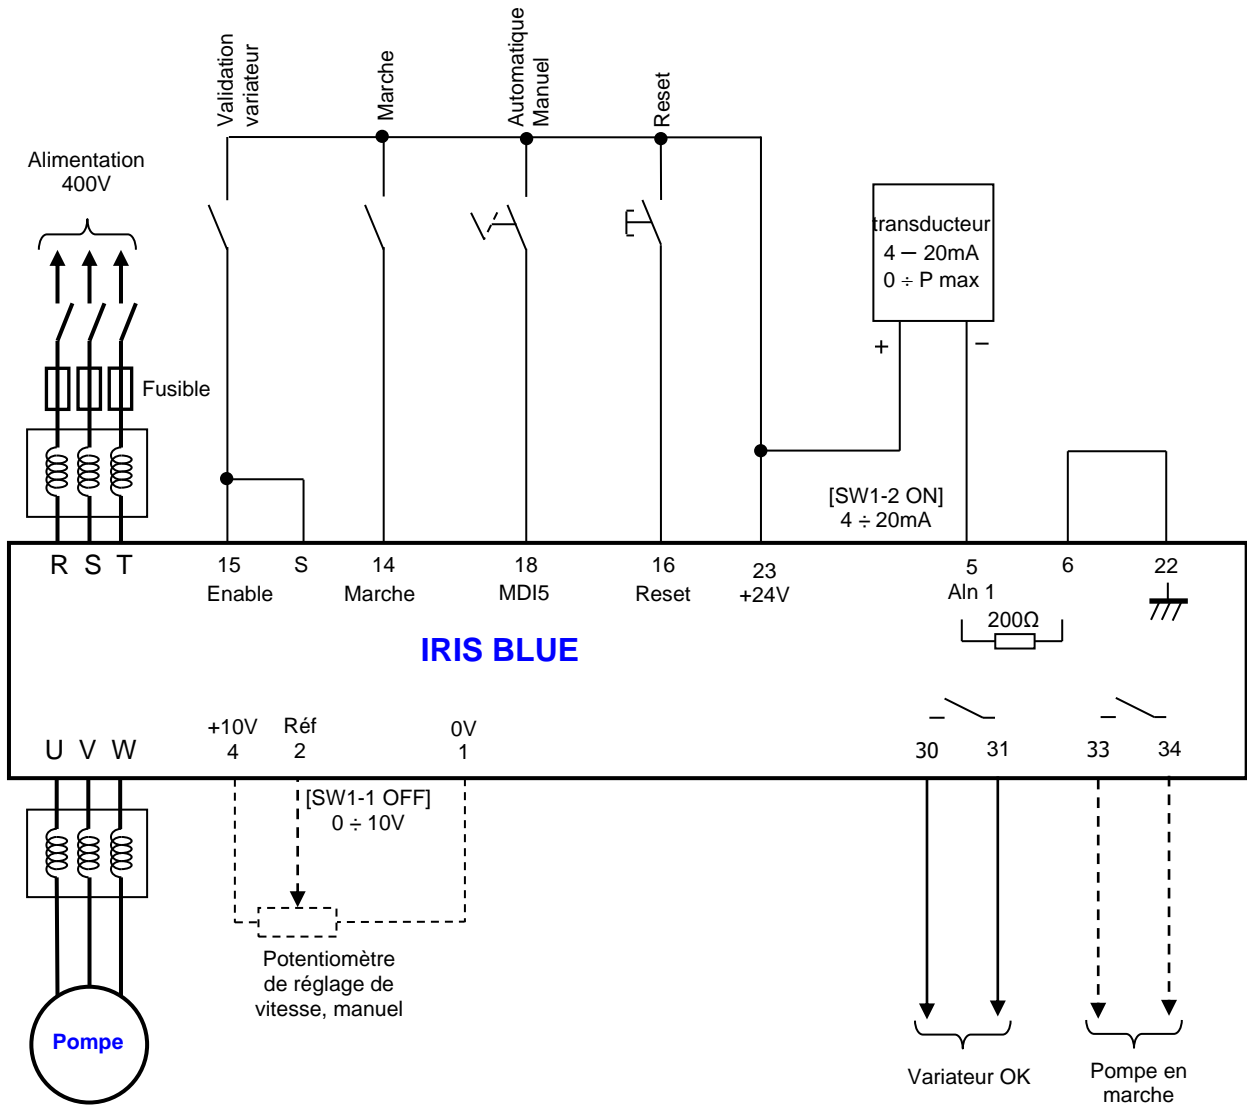 Validation
variateur
Marche
Automatique
Manuel
Reset
Alimentation
400V
transducteur
4 – 20mA
0 ÷ P max
+
–
Fusible
[SW1-2 ON]
4 ÷ 20mA
R S T
15
S
14
18
16
23
5
6
22
Enable
Marche
MDI5
Reset
+24V
AIn 1
200Ω
IRIS BLUE
+10V
Réf
0V
U V W
4
2
1
30
31
33
34
[SW1-1 OFF]
0 ÷ 10V
Potentiomètre
de réglage de
vitesse, manuel
Pompe
Variateur OK
Pompe en
marche